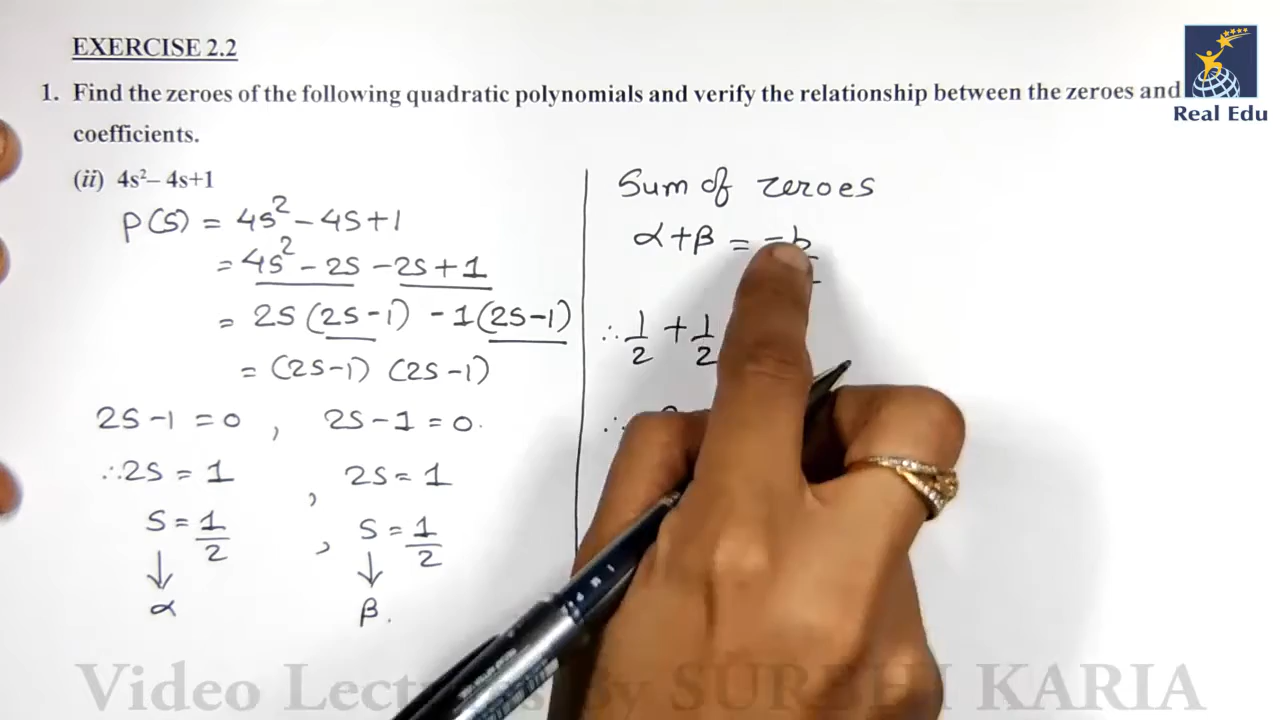 EXERCISE 2.2
Real Edu
1. Find the zeroes of the following quadratic polynomials and verify the relationship between the zeroes and
coefficients.
(ii) 4s²– 4s+1
P(S) = 4s² – 4S + 1
= 4s² – 2S – 2S + 1
= 2S (2S – 1) – 1 (2S – 1)
= (2S – 1) (2S – 1)
2S – 1 = 0 , 2S – 1 = 0.
∴ 2S = 1 , 2S = 1
S = 1/2 , S = 1/2
↓ ↓
α β.
Sum of zeroes
α + β = –b
∴ 1/2 + 1/2
∴
Video By SURBHI KARIA